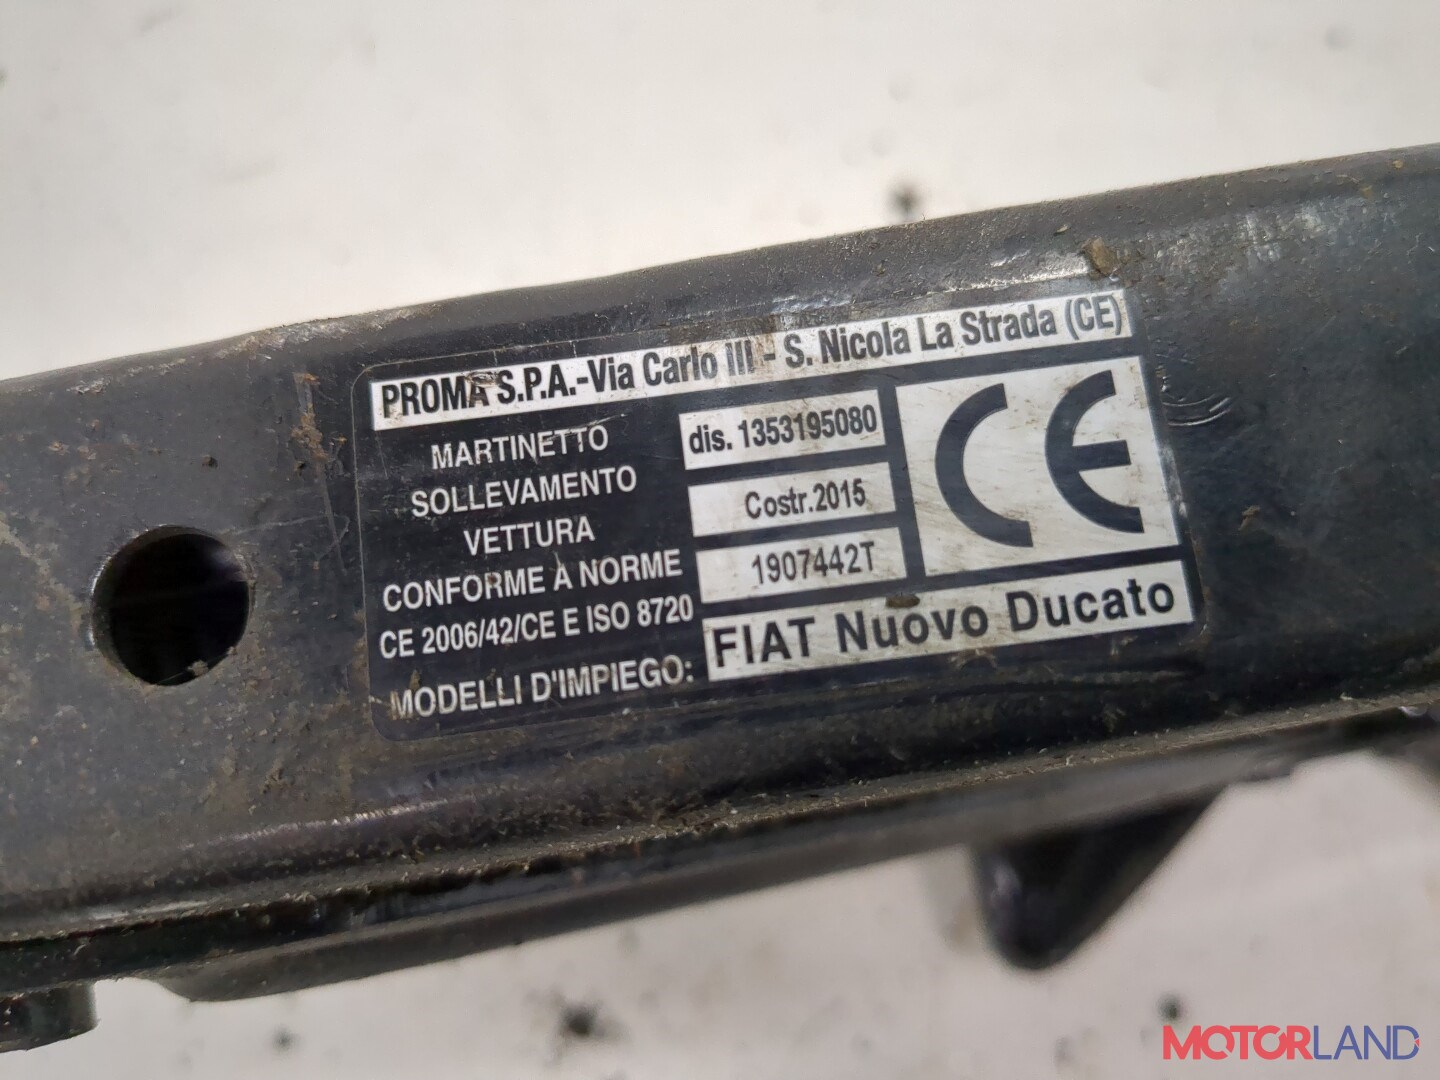 PROMA S.P.A.-Via Carlo III - S. Nicola La Strada (CE)
MARTINETTO
SOLLEVAMENTO
VETTURA
CONFORME A NORME
CE 2006/42/CE E ISO 8720
MODELLI D'IMPIEGO:
dis. 1353195080
Costr.2015
1907442T
FIAT Nuovo Ducato
CE
MOTORLAND